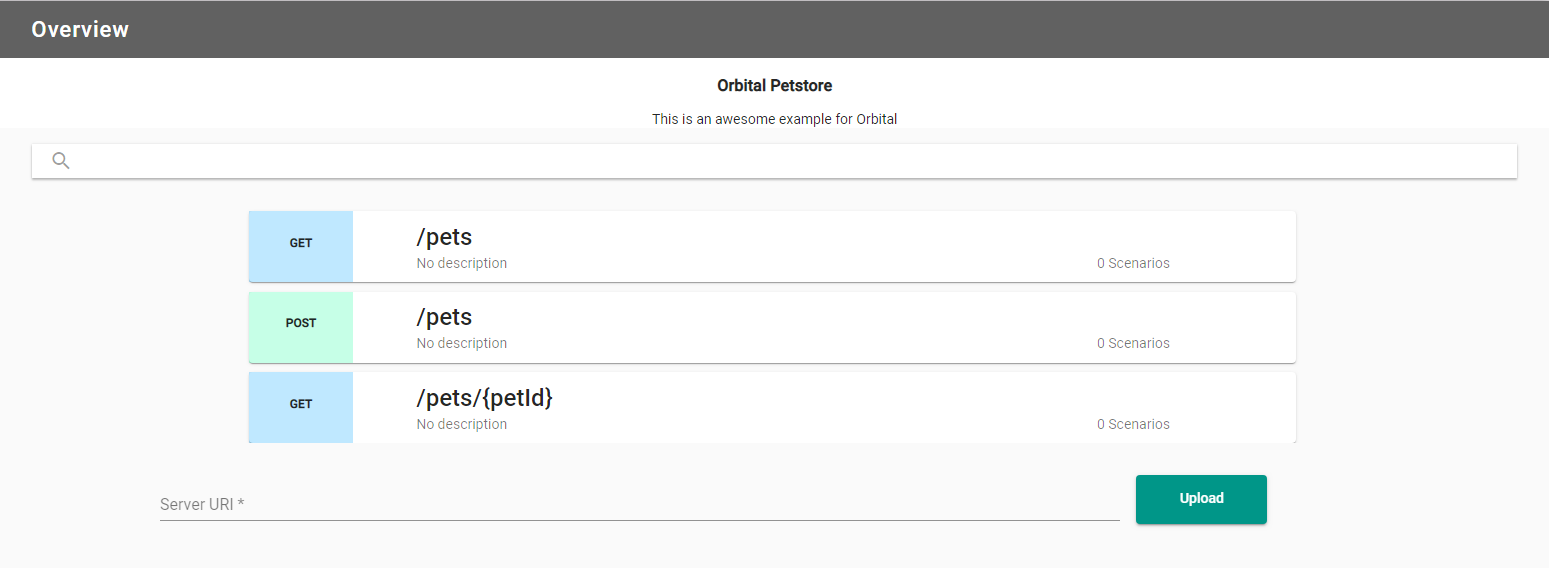 Overview
Orbital Petstore
This is an awesome example for Orbital
GET
/pets
No description
0 Scenarios
POST
/pets
No description
0 Scenarios
GET
/pets/{petId}
No description
0 Scenarios
Server URI *
Upload